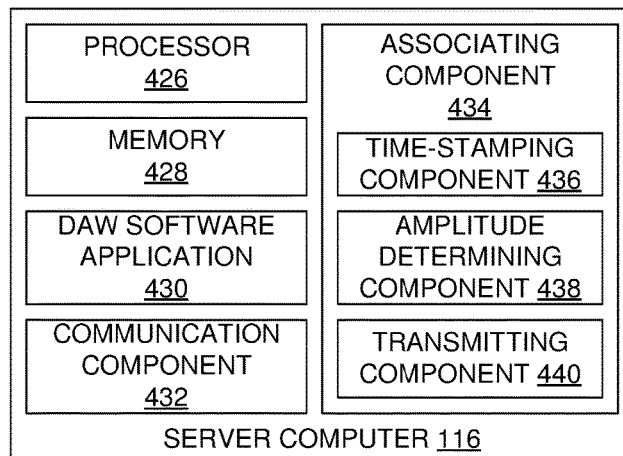 PROCESSOR
426
MEMORY
428
DAW SOFTWARE
APPLICATION
430
COMMUNICATION
COMPONENT
432
ASSOCIATING
COMPONENT
434
TIME-STAMPING
COMPONENT 436
AMPLITUDE
DETERMINING
COMPONENT 438
TRANSMITTING
COMPONENT 440
SERVER COMPUTER 116